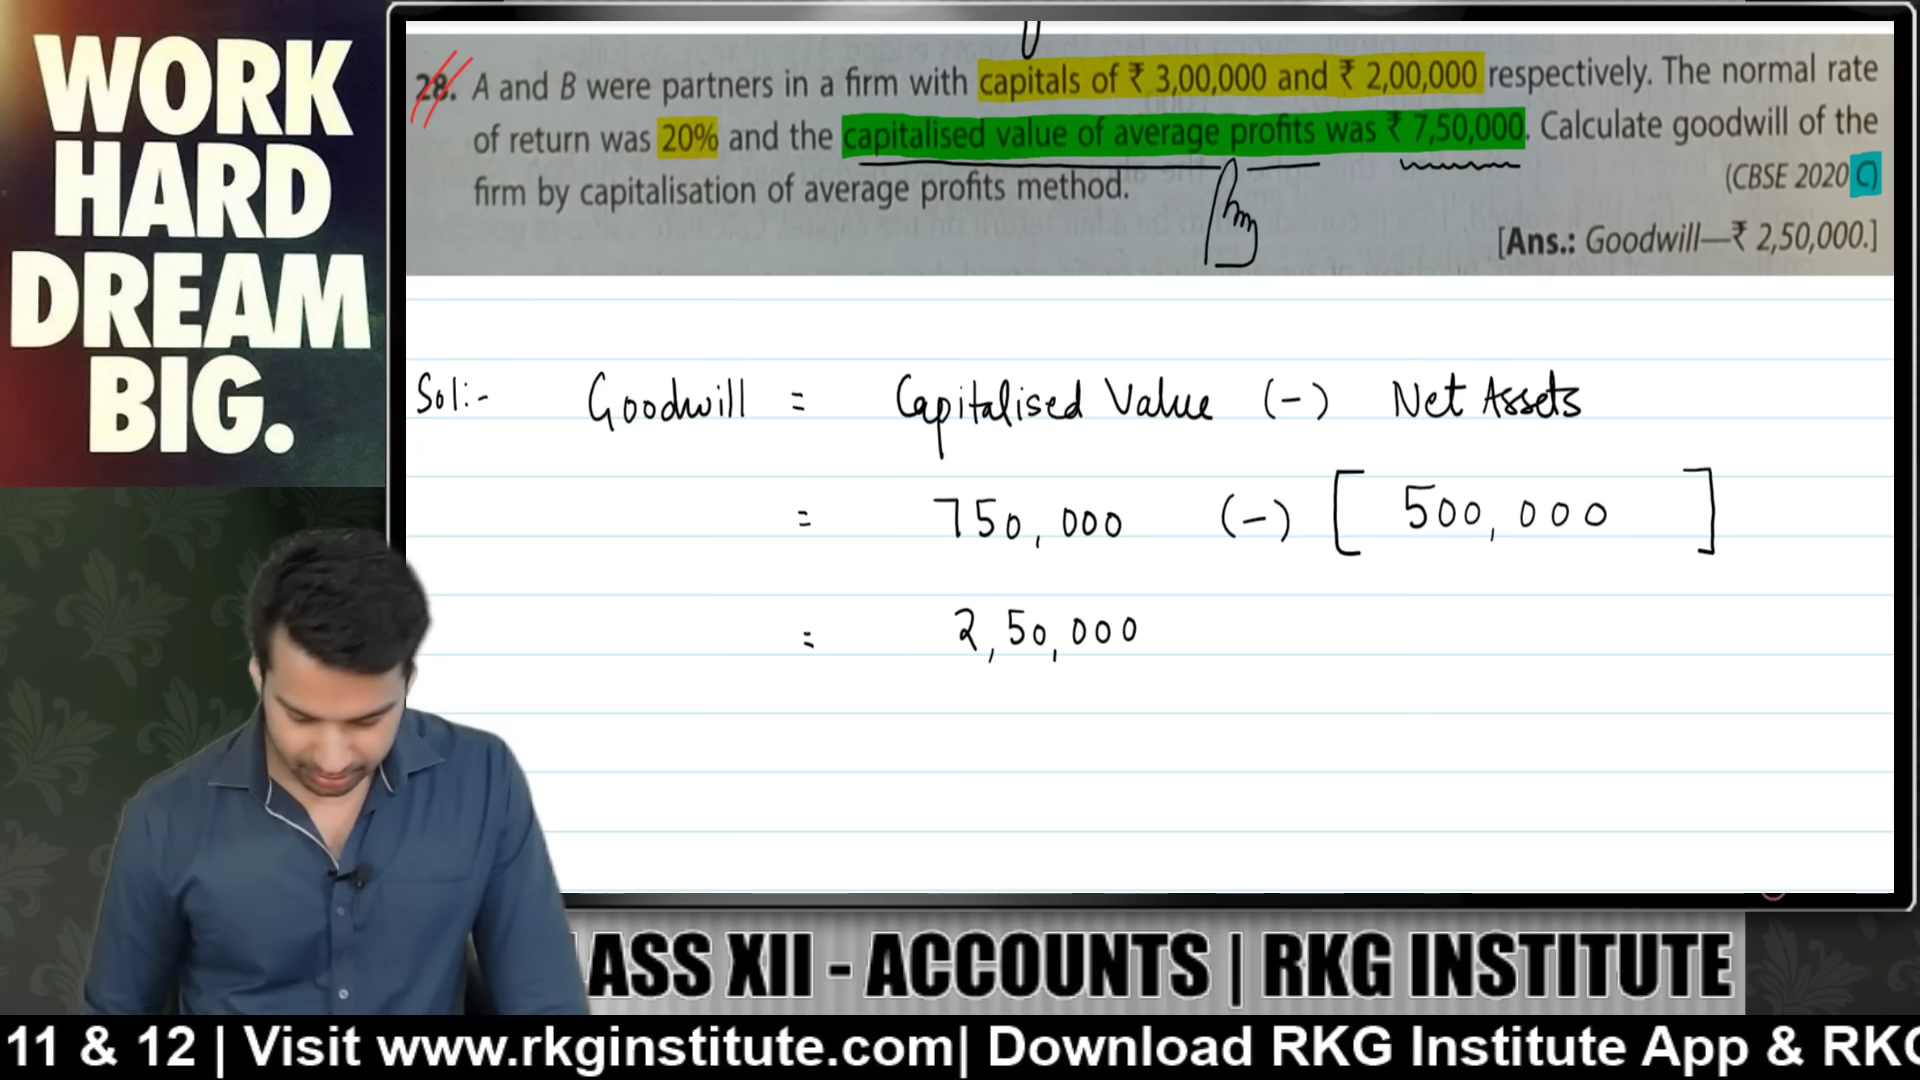 WORK
HARD
DREAM
BIG.
28. A and B were partners in a firm with capitals of ₹ 3,00,000 and ₹ 2,00,000 respectively. The normal rate
of return was 20% and the capitalised value of average profits was ₹ 7,50,000. Calculate goodwill of the
firm by capitalisation of average profits method.
(CBSE 2020 C)
[Ans.: Goodwill—₹ 2,50,000.]
Sol:- Goodwill = Capitalised Value (-) Net Assets
= 750,000 (-) [ 500,000 ]
= 2,50,000
LASS XII - ACCOUNTS | RKG INSTITUTE
11 & 12 | Visit www.rkginstitute.com| Download RKG Institute App & RKG